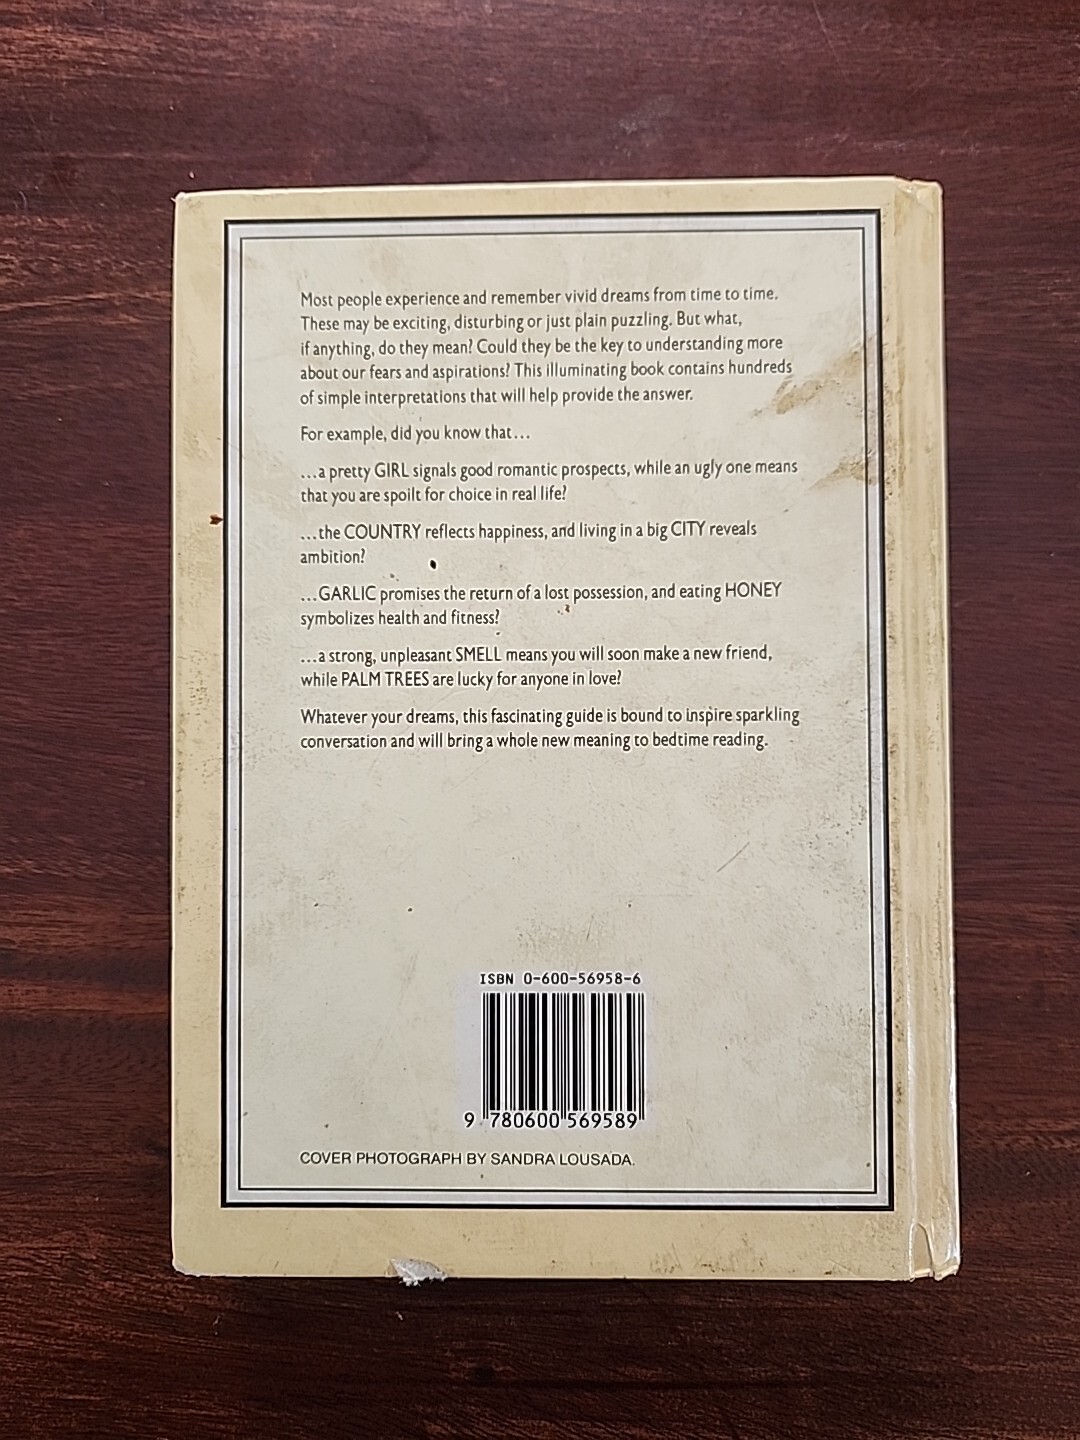 Most people experience and remember vivid dreams from time to time.
These may be exciting, disturbing or just plain puzzling. But what,
if anything, do they mean? Could they be the key to understanding more
about our fears and aspirations? This illuminating book contains hundreds
of simple interpretations that will help provide the answer.
For example, did you know that...
...a pretty GIRL signals good romantic prospects, while an ugly one means
that you are spoilt for choice in real life?
...the COUNTRY reflects happiness, and living in a big CITY reveals
ambition?
...GARLIC promises the return of a lost possession, and eating HONEY
symbolizes health and fitness?
...a strong, unpleasant SMELL means you will soon make a new friend,
while PALM TREES are lucky for anyone in love?
Whatever your dreams, this fascinating guide is bound to inspire sparkling
conversation and will bring a whole new meaning to bedtime reading.
ISBN 0-600-56958-6
9 780600 569589
COVER PHOTOGRAPH BY SANDRA LOUSADA.